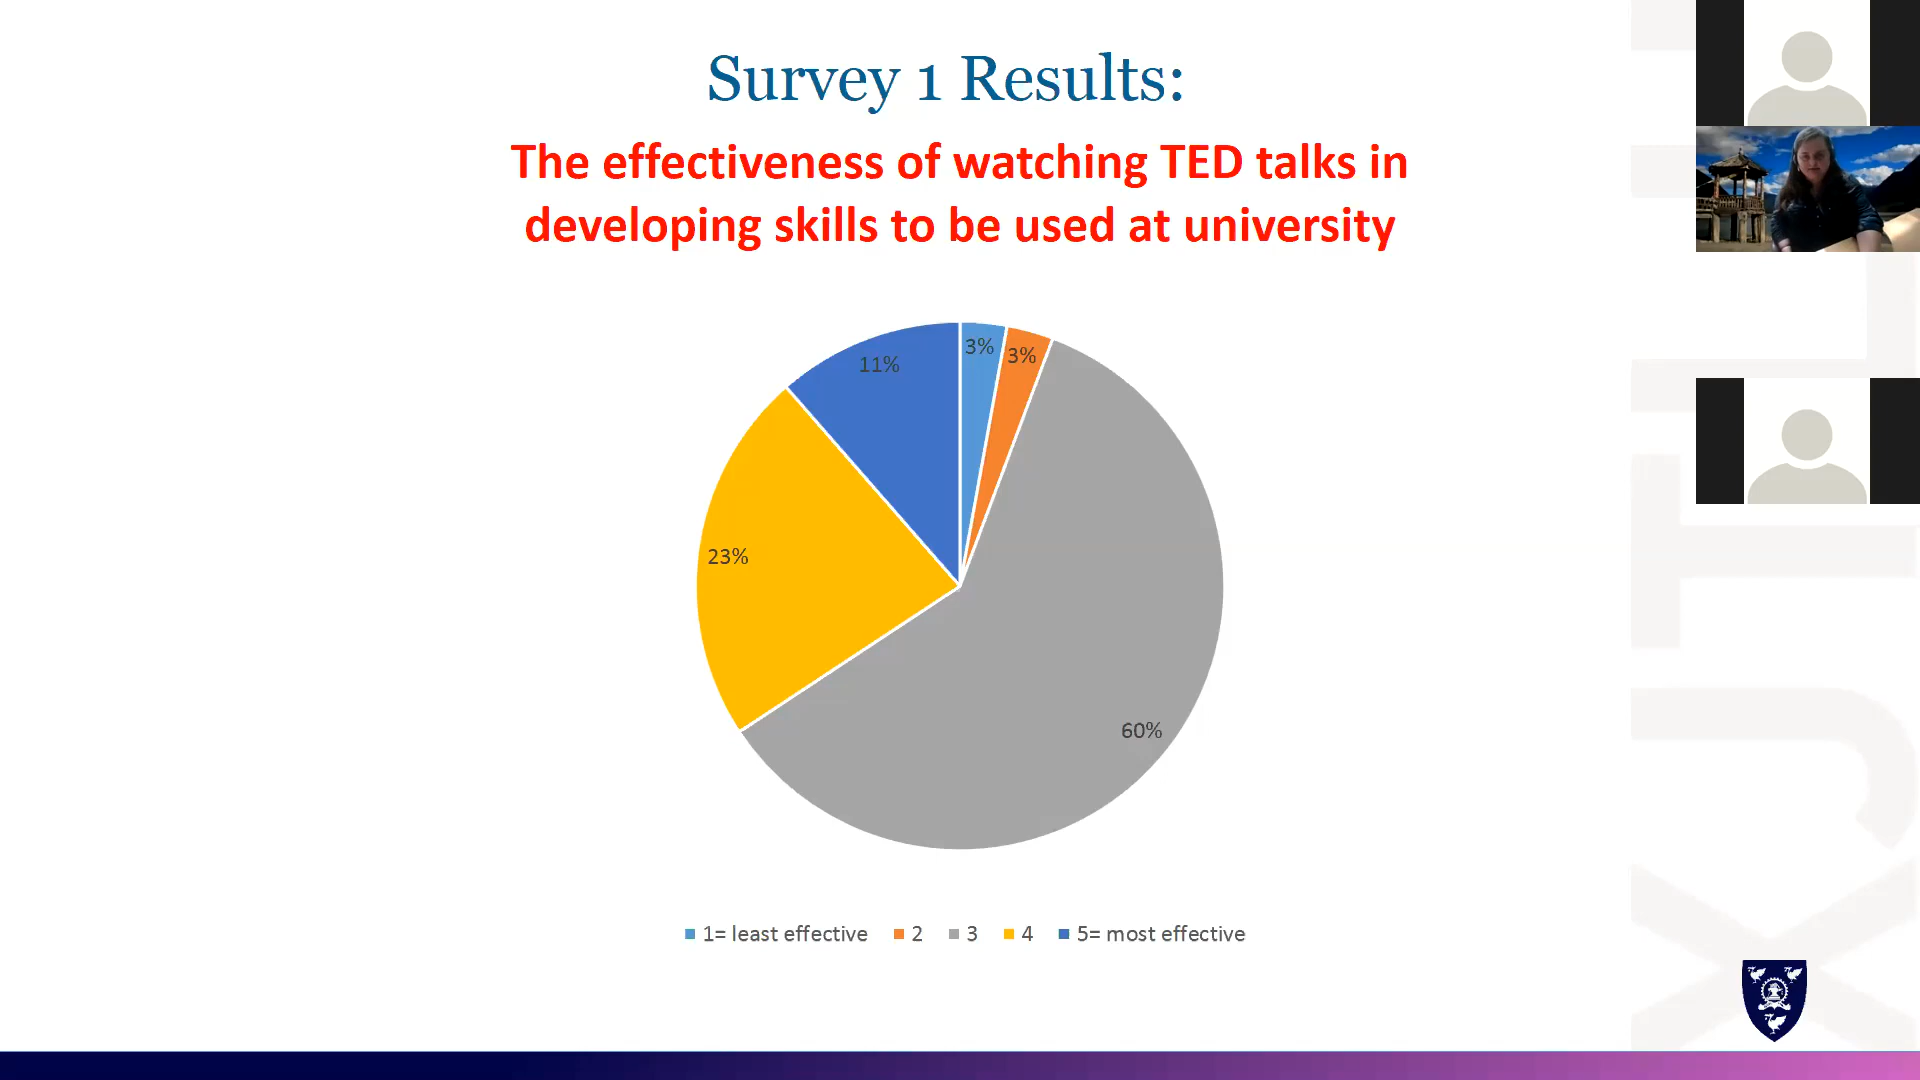 Survey 1 Results:
The effectiveness of watching TED talks in
developing skills to be used at university
3%
3%
11%
23%
60%
1= least effective
2
3
4
5= most effective
XJTLU